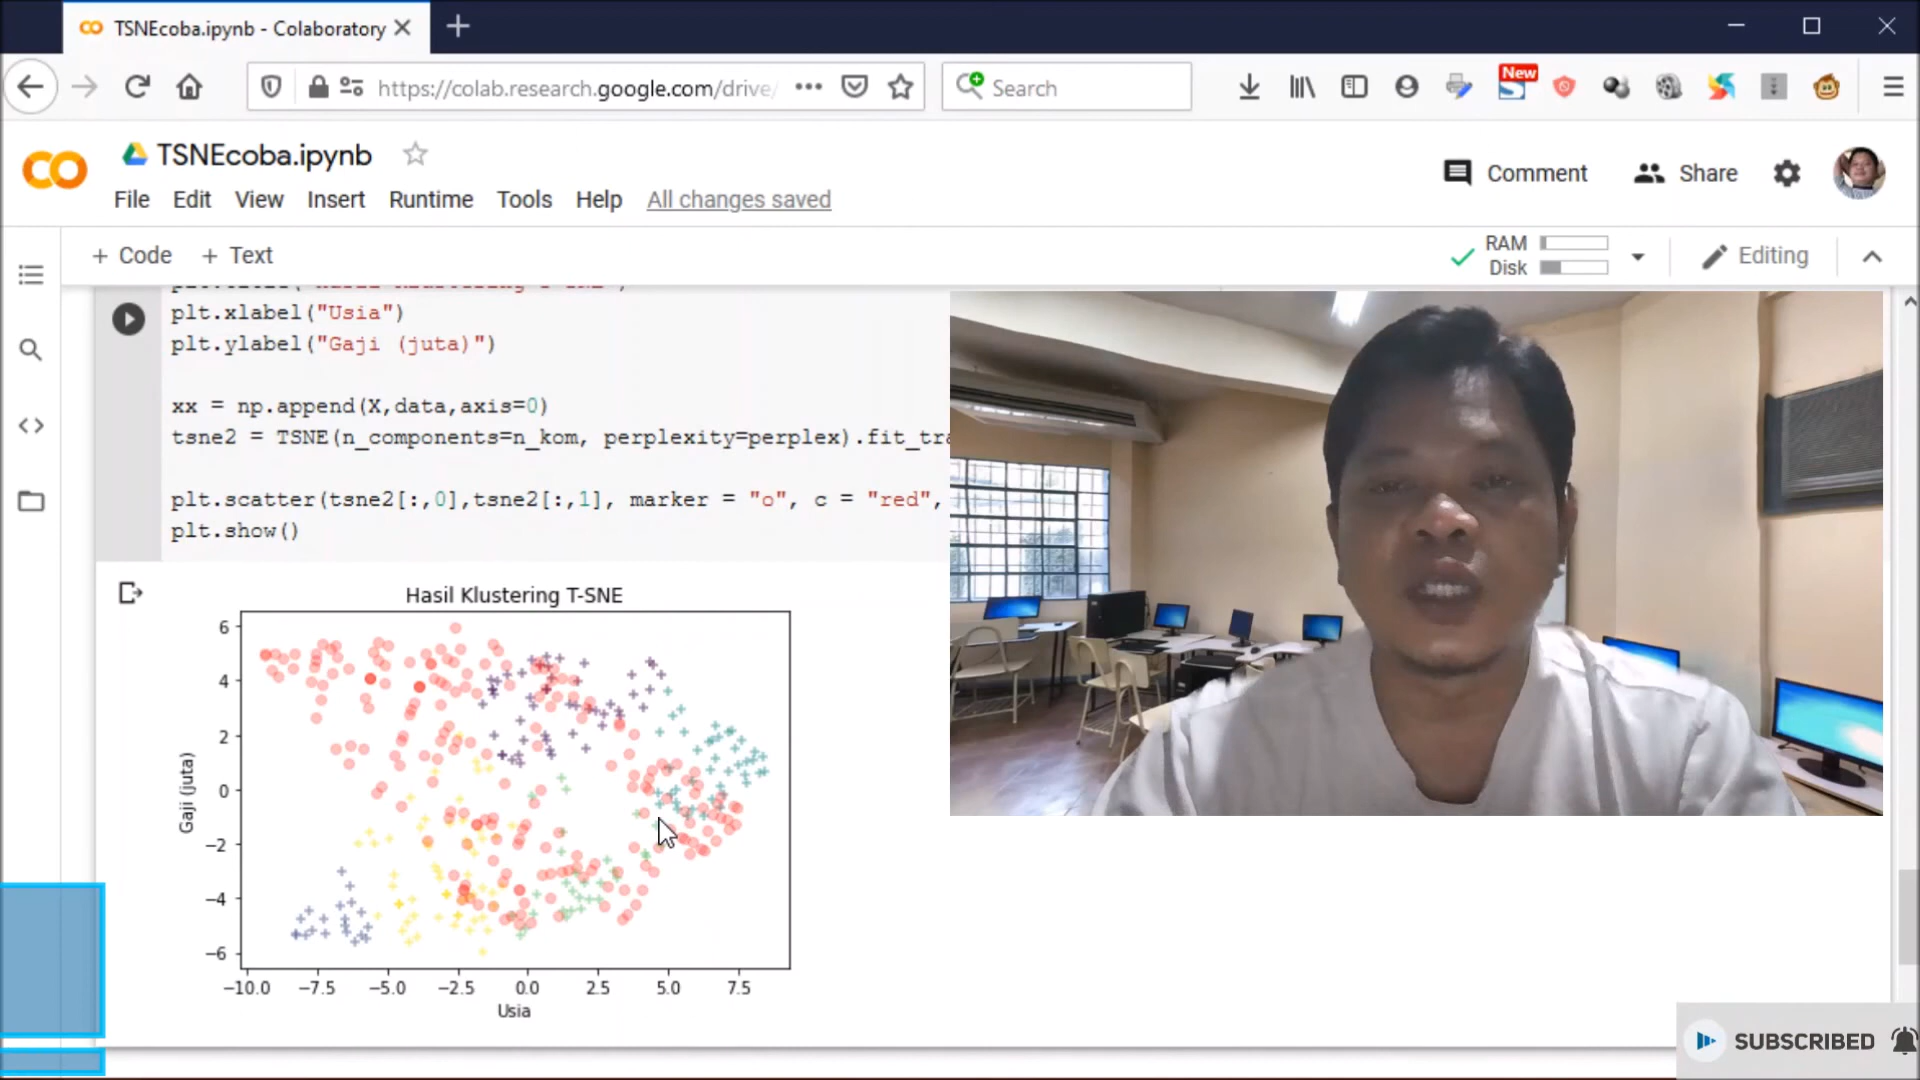 TSNEcoba.ipynb - Colaboratory
https://colab.research.google.com/drive/
Search
New
TSNEcoba.ipynb
Comment
Share
File Edit View Insert Runtime Tools Help All changes saved
+ Code + Text
RAM
Disk
Editing
plt.xlabel("Usia")
plt.ylabel("Gaji (juta)")
xx = np.append(X,data,axis=0)
tsne2 = TSNE(n_components=n_kom, perplexity=perplex).fit_tra
plt.scatter(tsne2[:,0],tsne2[:,1], marker = "o", c = "red",
plt.show()
Hasil Klustering T-SNE
6
4
2
0
−2
−4
−6
Gaji (juta)
−10.0 −7.5 −5.0 −2.5 0.0 2.5 5.0 7.5
Usia
SUBSCRIBED